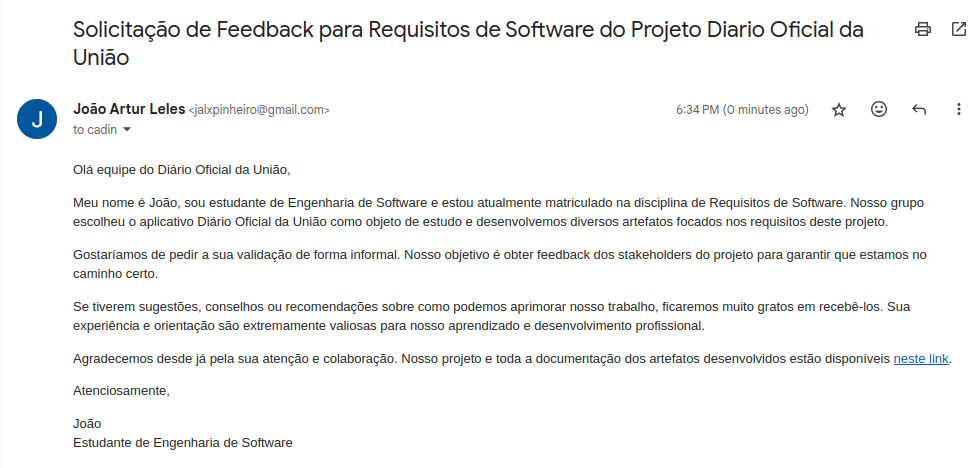 Solicitação de Feedback para Requisitos de Software do Projeto Diario Oficial da
União
J
João Artur Leles <jalxpinheiro@gmail.com>
6:34 PM (0 minutes ago)
to cadin
Olá equipe do Diário Oficial da União,
Meu nome é João, sou estudante de Engenharia de Software e estou atualmente matriculado na disciplina de Requisitos de Software. Nosso grupo
escolheu o aplicativo Diário Oficial da União como objeto de estudo e desenvolvemos diversos artefatos focados nos requisitos deste projeto.
Gostaríamos de pedir a sua validação de forma informal. Nosso objetivo é obter feedback dos stakeholders do projeto para garantir que estamos no
caminho certo.
Se tiverem sugestões, conselhos ou recomendações sobre como podemos aprimorar nosso trabalho, ficaremos muito gratos em recebê-los. Sua
experiência e orientação são extremamente valiosas para nosso aprendizado e desenvolvimento profissional.
Agradecemos desde já pela sua atenção e colaboração. Nosso projeto e toda a documentação dos artefatos desenvolvidos estão disponíveis neste link.
Atenciosamente,
João
Estudante de Engenharia de Software